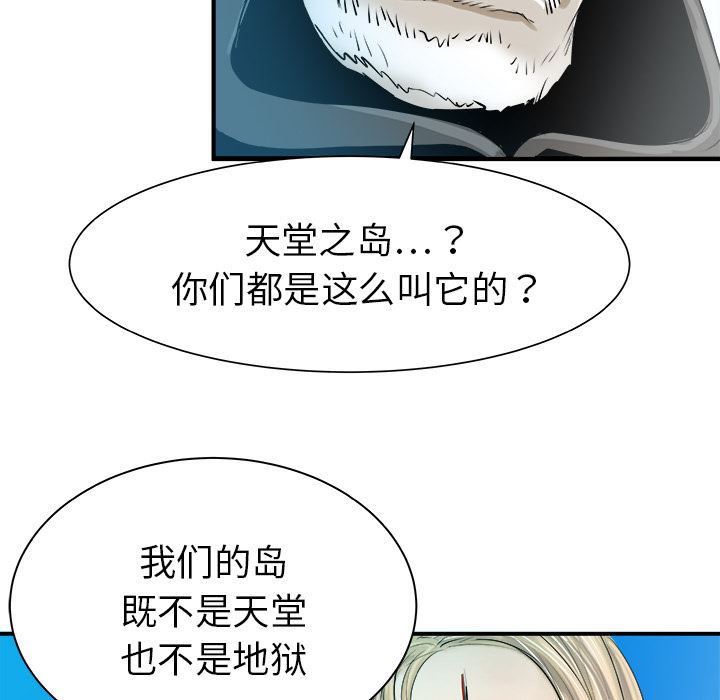 天堂之岛...？
你们都是这么叫它的？
我们的岛
既不是天堂
也不是地狱